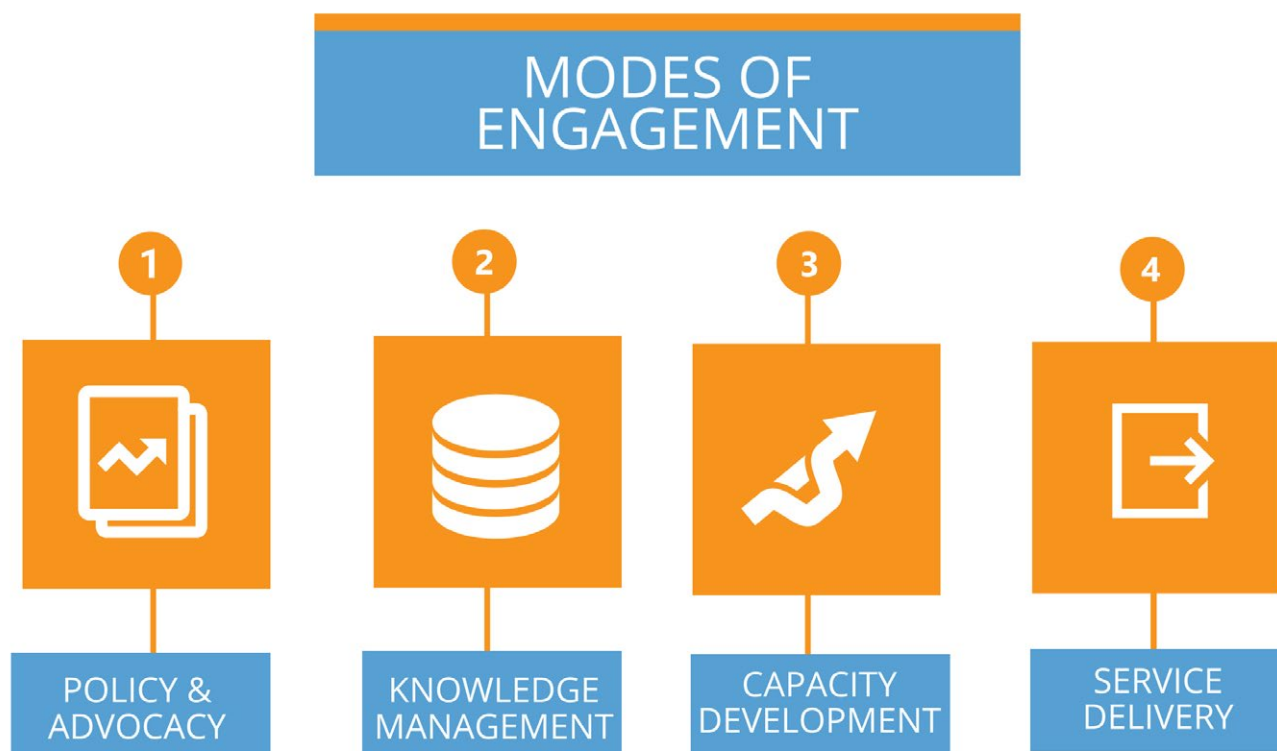 MODES OF
ENGAGEMENT
1
2
3
4
POLICY &
ADVOCACY
KNOWLEDGE
MANAGEMENT
CAPACITY
DEVELOPMENT
SERVICE
DELIVERY